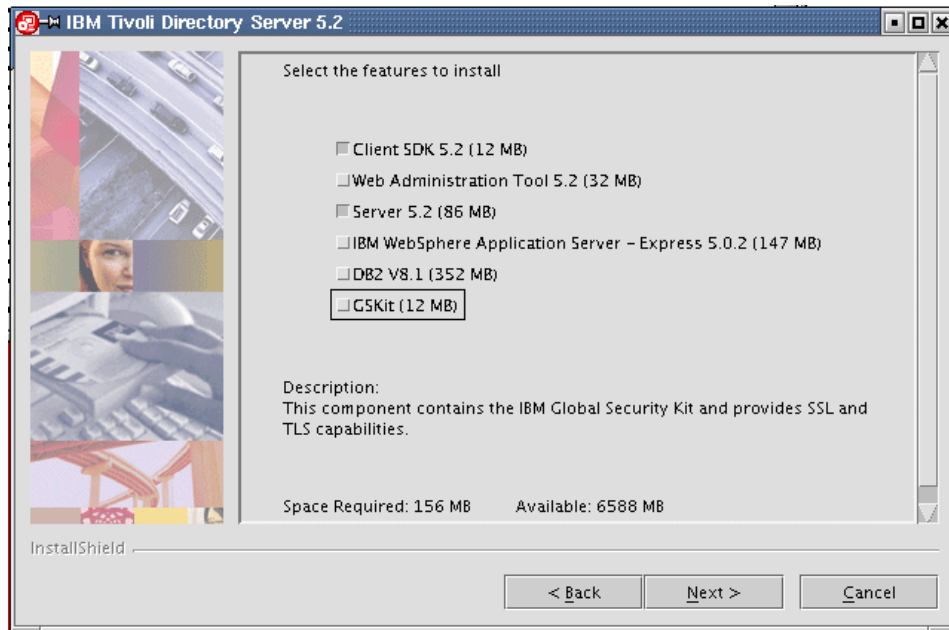 IBM Tivoli Directory Server 5.2
Select the features to install
Client SDK 5.2 (12 MB)
Web Administration Tool 5.2 (32 MB)
Server 5.2 (86 MB)
IBM WebSphere Application Server – Express 5.0.2 (147 MB)
DB2 V8.1 (352 MB)
GSKit (12 MB)
Description:
This component contains the IBM Global Security Kit and provides SSL and
TLS capabilities.
Space Required: 156 MB Available: 6588 MB
InstallShield
< Back Next > Cancel